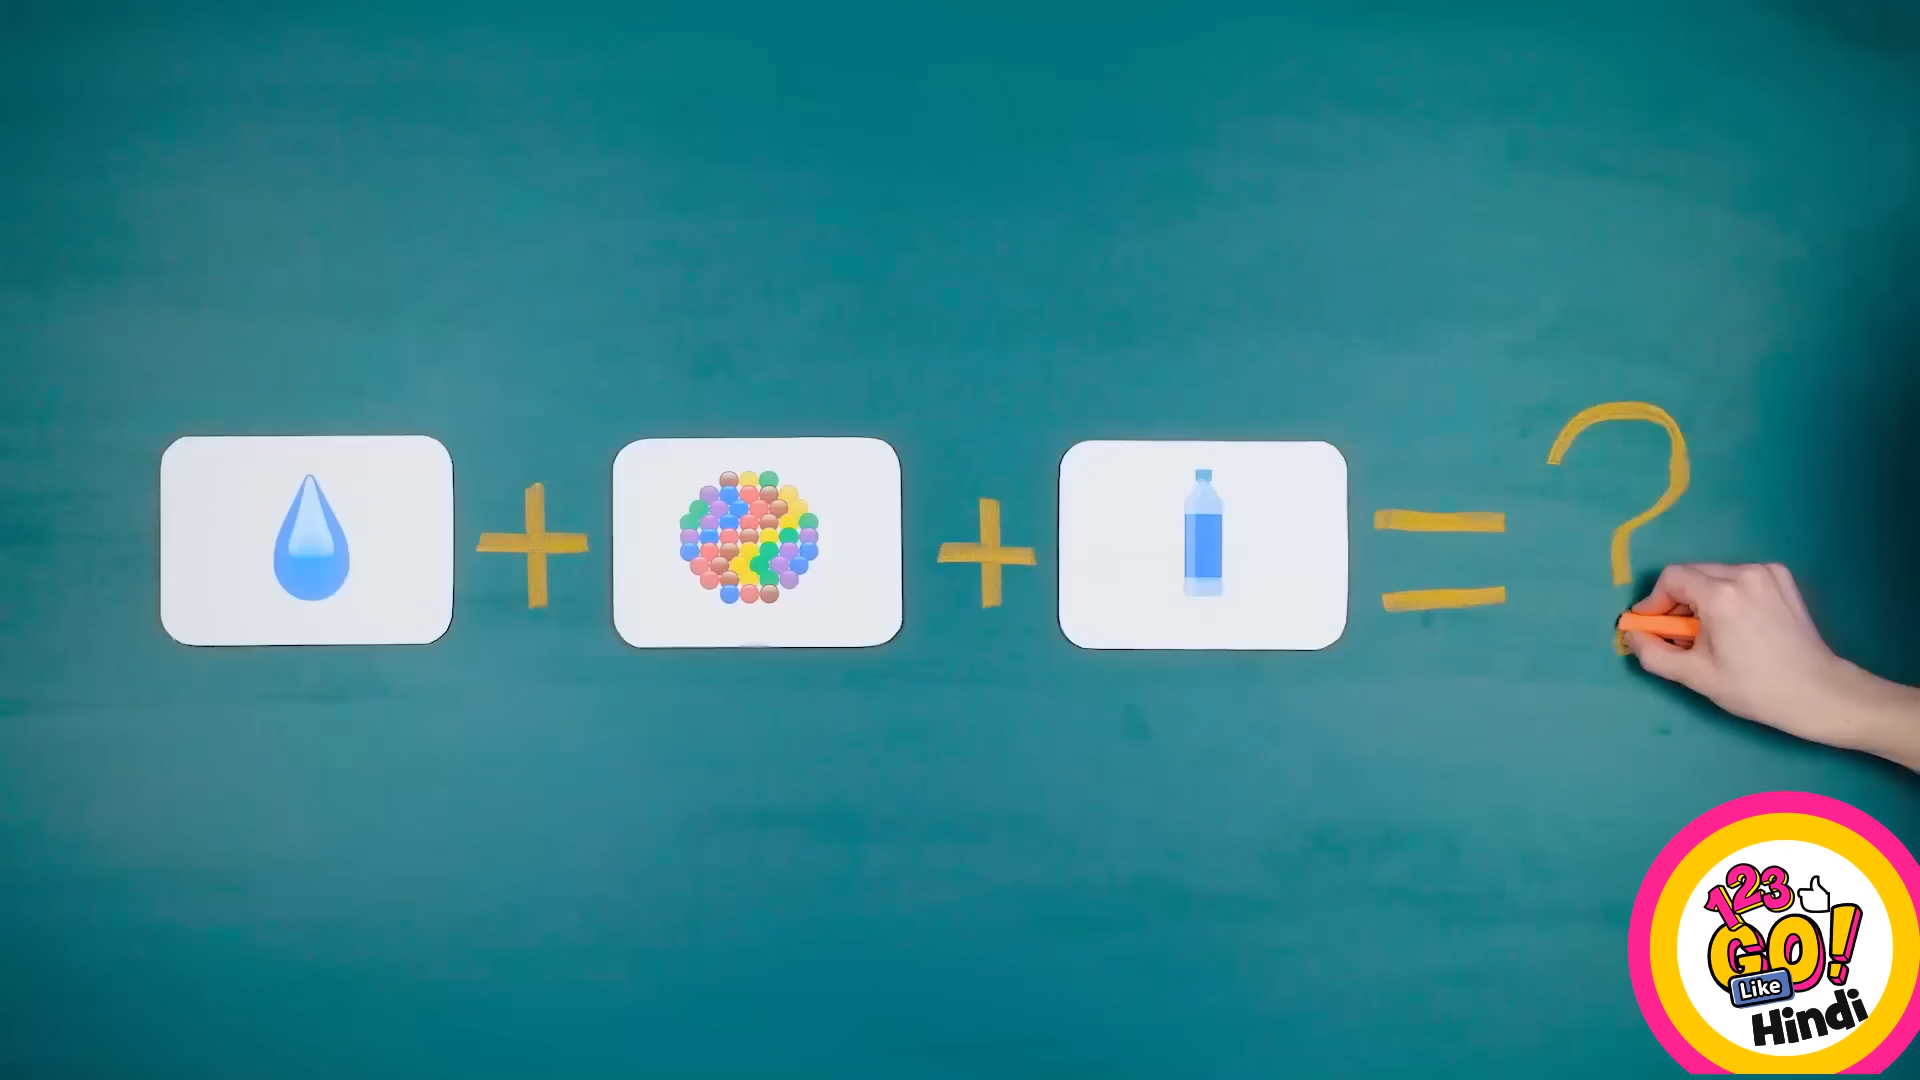 + + = ?
123
GO!
Like
Hindi